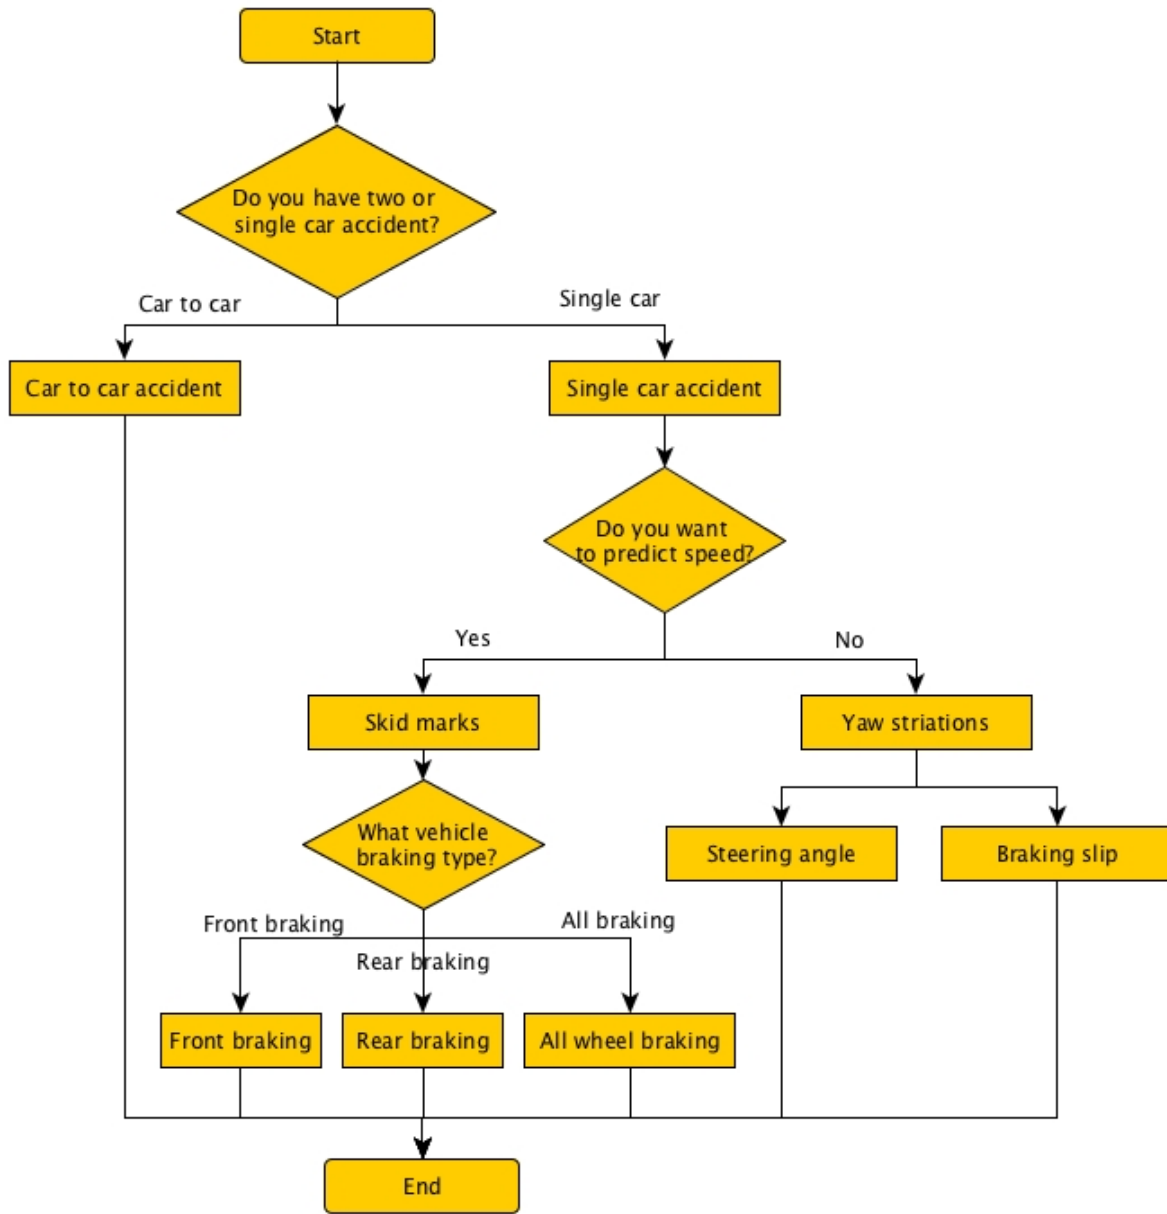 Start
Do you have two or
single car accident?
Car to car
Single car
Car to car accident
Single car accident
Do you want
to predict speed?
Yes
No
Skid marks
Yaw striations
What vehicle
braking type?
Steering angle
Braking slip
Front braking
All braking
Rear braking
Front braking
Rear braking
All wheel braking
End